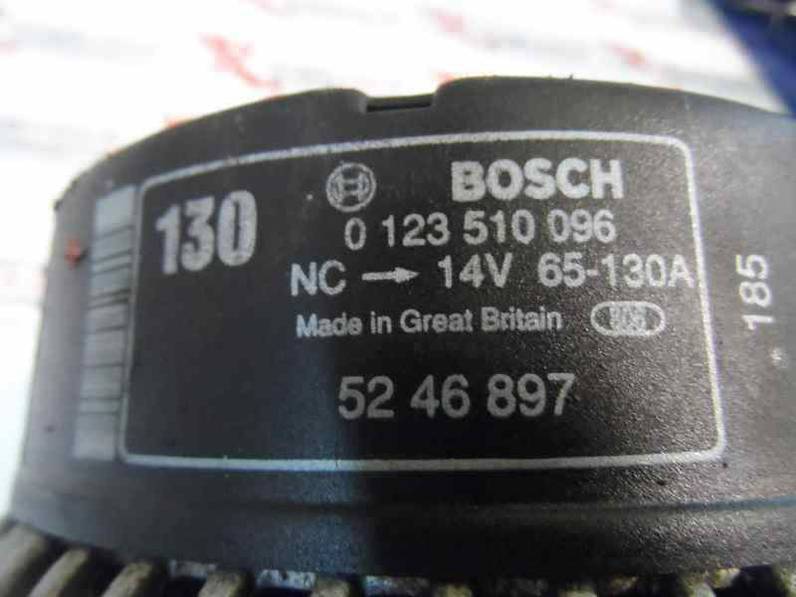 130
BOSCH
0 123 510 096
NC → 14V 65-130A
Made in Great Britain
52 46 897
185